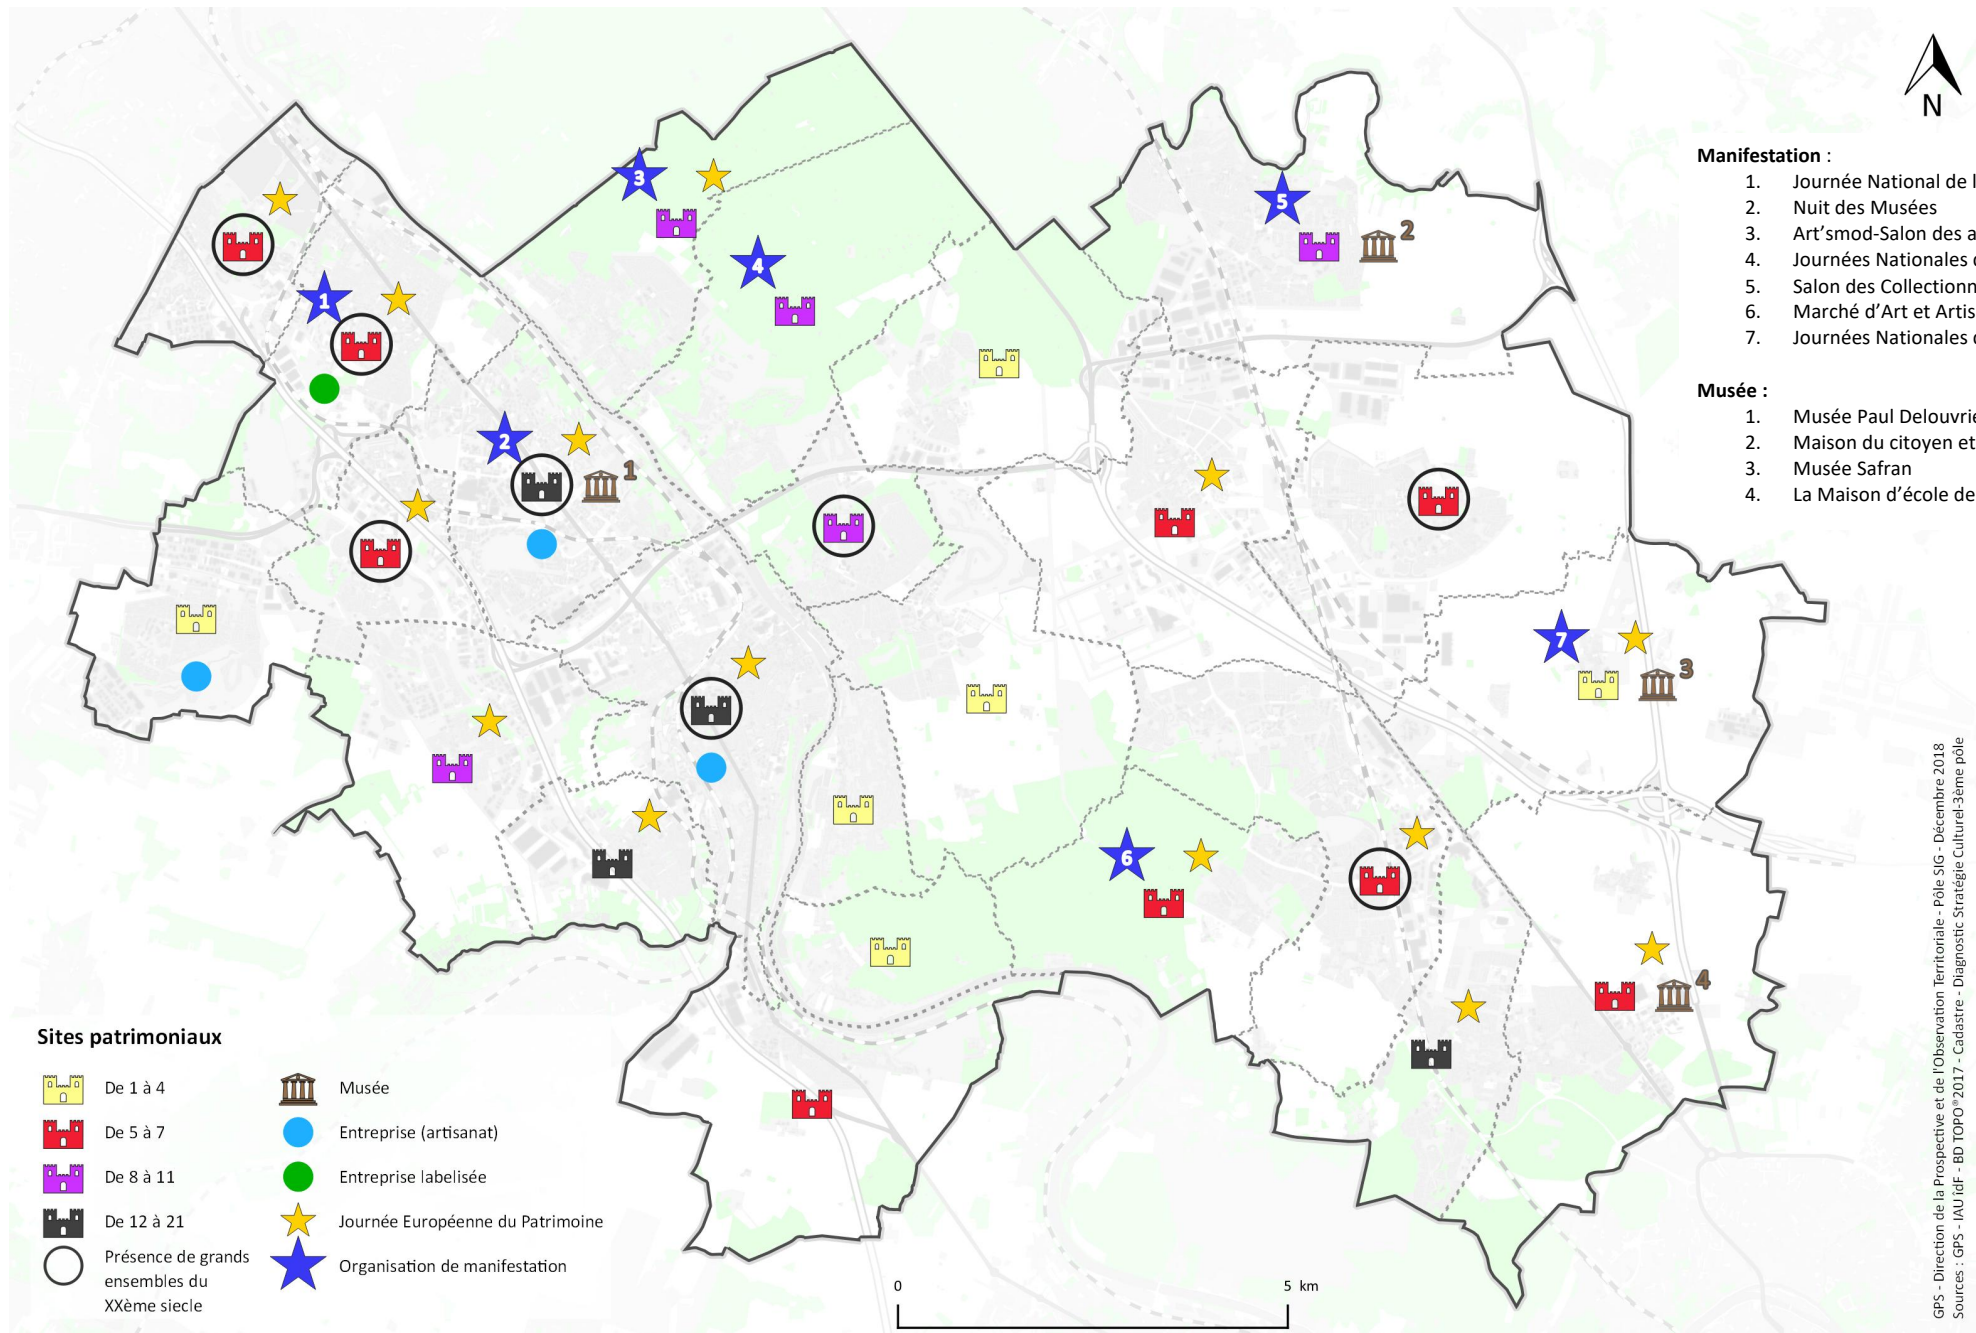 N
Manifestation :
1. Journée National de l
2. Nuit des Musées
3. Art'smod-Salon des a
4. Journées Nationales
5. Salon des Collectionn
6. Marché d'Art et Artis
7. Journées Nationales
Musée :
1. Musée Paul Delouvrie
2. Maison du citoyen et
3. Musée Safran
4. La Maison d'école de
3
5
2
4
1
2
1
7
3
6
4
Sites patrimoniaux
De 1 à 4
De 5 à 7
De 8 à 11
De 12 à 21
Présence de grands
ensembles du
XXème siecle
Musée
Entreprise (artisanat)
Entreprise labelisée
Journée Européenne du Patrimoine
Organisation de manifestation
0 5 km
GPS - Direction de la Prospective et de l'Observation Territoriale - Pôle SIG - Décembre 2018
Sources : GPS - IAU îdF - BD TOPO®2017 - Cadastre - Diagnostic Stratégie Culturel-3ème pôle